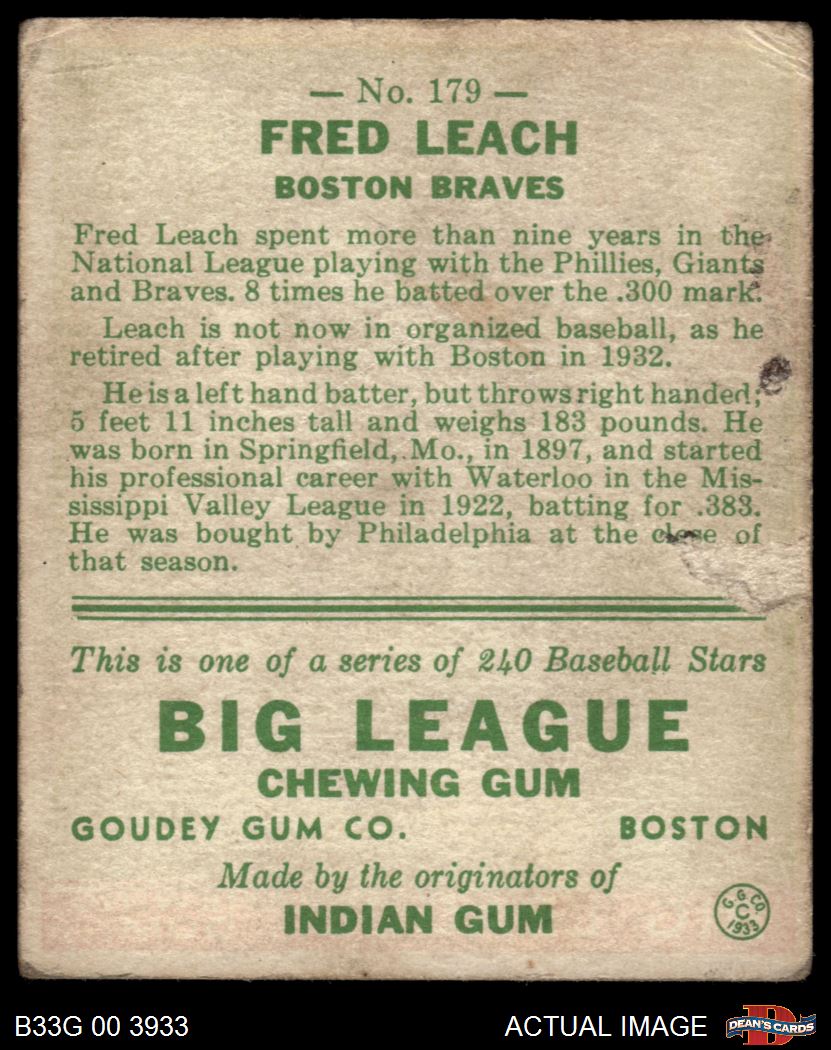 — No. 179 —
FRED LEACH
BOSTON BRAVES
Fred Leach spent more than nine years in the
National League playing with the Phillies, Giants
and Braves. 8 times he batted over the .300 mark.
Leach is not now in organized baseball, as he
retired after playing with Boston in 1932.
He is a left hand batter, but throws right handed;
5 feet 11 inches tall and weighs 183 pounds. He
was born in Springfield, Mo., in 1897, and started
his professional career with Waterloo in the Mis-
sissippi Valley League in 1922, batting for .383.
He was bought by Philadelphia at the close of
that season.
This is one of a series of 240 Baseball Stars
BIG LEAGUE
CHEWING GUM
GOUDEY GUM CO. BOSTON
Made by the originators of
INDIAN GUM
G. G. CO
C
1933
B33G 00 3933 ACTUAL IMAGE D DEAN'S CARDS